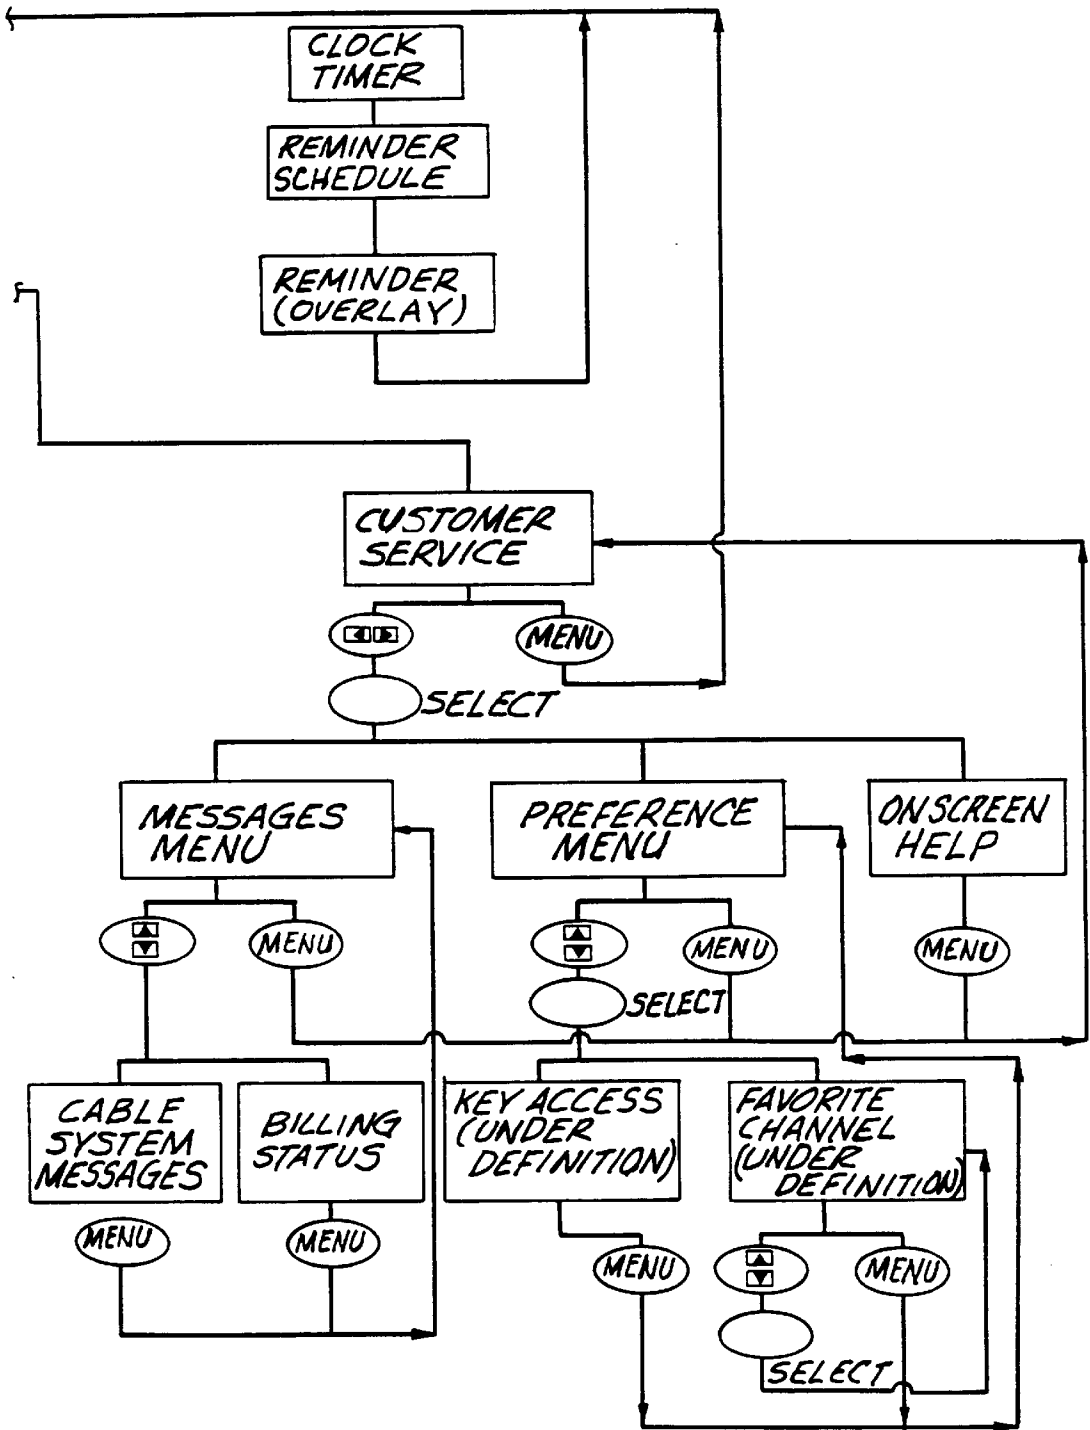 CLOCK
TIMER
REMINDER
SCHEDULE
REMINDER
(OVERLAY)
CUSTOMER
SERVICE
MENU
SELECT
MESSAGES
MENU
PREFERENCE
MENU
ON SCREEN
HELP
MENU
MENU
MENU
SELECT
CABLE
SYSTEM
MESSAGES
BILLING
STATUS
KEY ACCESS
(UNDER
DEFINITION)
FAVORITE
CHANNEL
(UNDER
DEFINITION)
MENU
MENU
MENU
MENU
SELECT